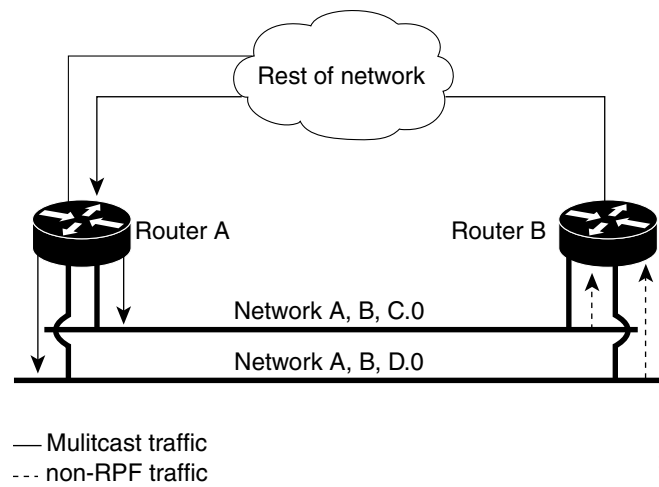 Rest of network
Router A
Router B
Network A, B, C.0
Network A, B, D.0
Mulitcast traffic
non-RPF traffic